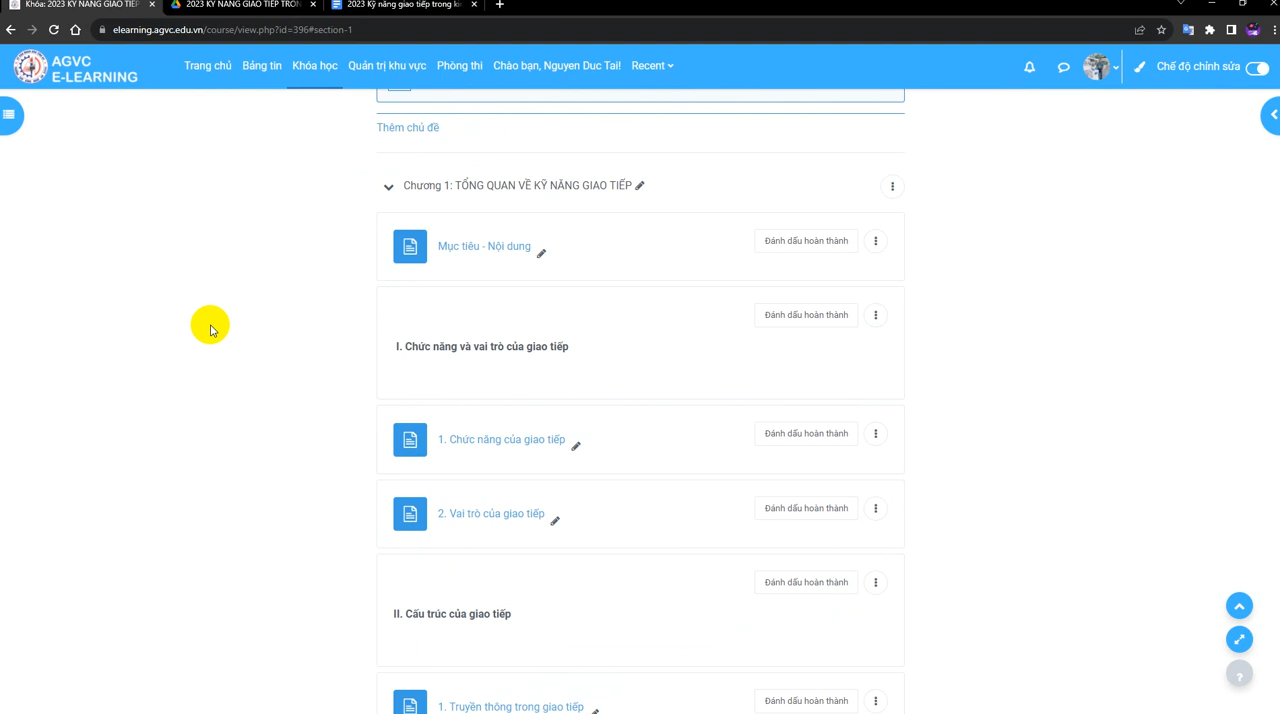 Khóa: 2023 KỸ NĂNG GIAO TIẾP
2023 KỸ NĂNG GIAO TIẾP TRON
2023 Kỹ năng giao tiếp trong ki
elearning.agvc.edu.vn/course/view.php?id=396#section-1
AGVC
E-LEARNING
Trang chủ
Bảng tin
Khóa học
Quản trị khu vực
Phòng thi
Chào bạn, Nguyen Duc Tai!
Recent
Chế độ chỉnh sửa
Thêm chủ đề
Chương 1: TỔNG QUAN VỀ KỸ NĂNG GIAO TIẾP
Mục tiêu - Nội dung
Đánh dấu hoàn thành
Đánh dấu hoàn thành
I. Chức năng và vai trò của giao tiếp
1. Chức năng của giao tiếp
Đánh dấu hoàn thành
2. Vai trò của giao tiếp
Đánh dấu hoàn thành
Đánh dấu hoàn thành
II. Cấu trúc của giao tiếp
1. Truyền thông trong giao tiếp
Đánh dấu hoàn thành